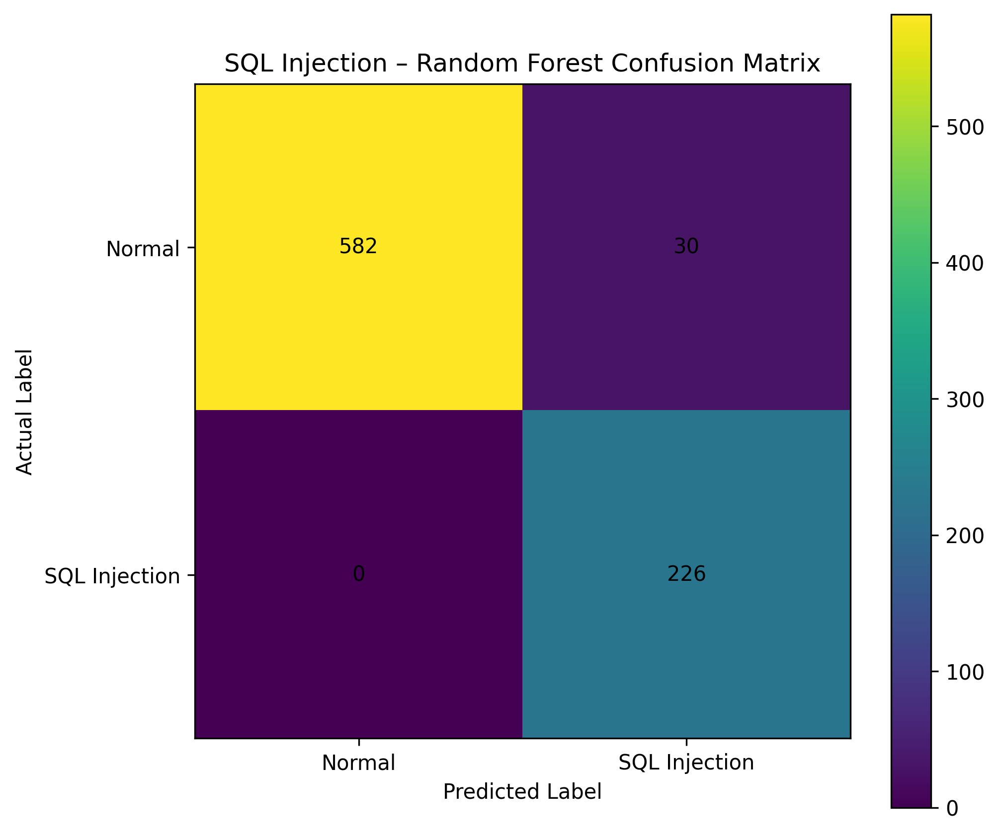 SQL Injection – Random Forest Confusion Matrix
500
Normal
582
30
400
300
Actual Label
200
SQL Injection
0
226
100
Normal
SQL Injection
Predicted Label
0